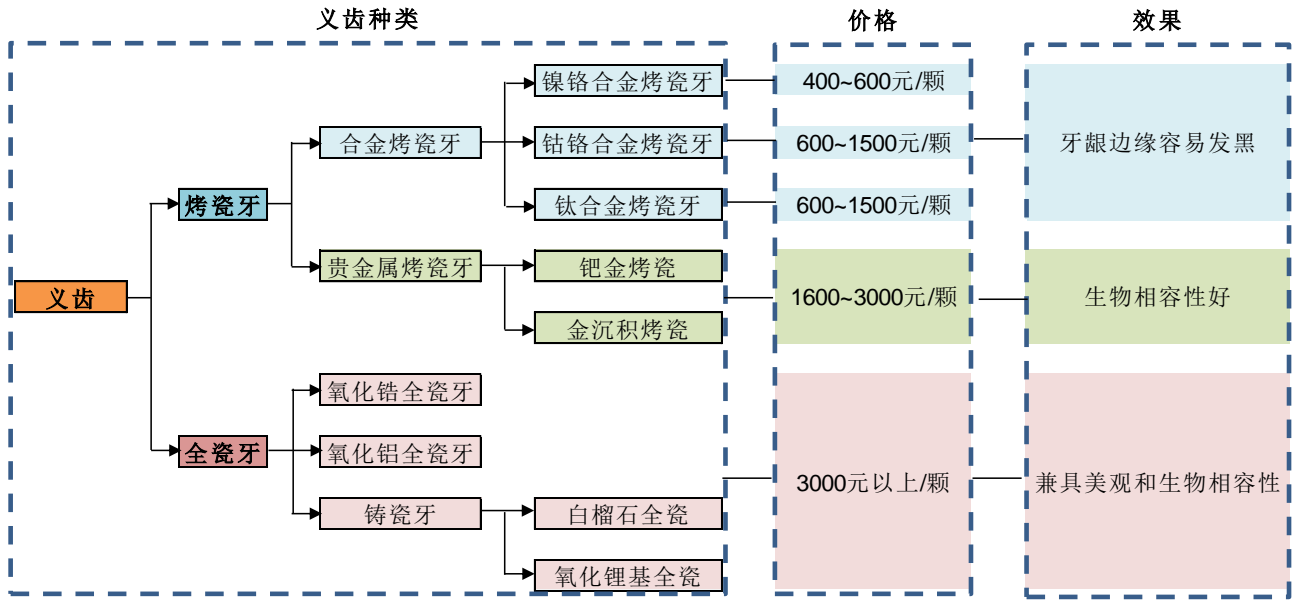 义齿种类
价格
效果
镍铬合金烤瓷牙
400~600元/颗
合金烤瓷牙
钴铬合金烤瓷牙
600~1500元/颗
牙龈边缘容易发黑
烤瓷牙
钛合金烤瓷牙
600~1500元/颗
贵金属烤瓷牙
钯金烤瓷
义齿
1600~3000元/颗
生物相容性好
金沉积烤瓷
氧化锆全瓷牙
全瓷牙
氧化铝全瓷牙
3000元以上/颗
兼具美观和生物相容性
铸瓷牙
白榴石全瓷
氧化锂基全瓷